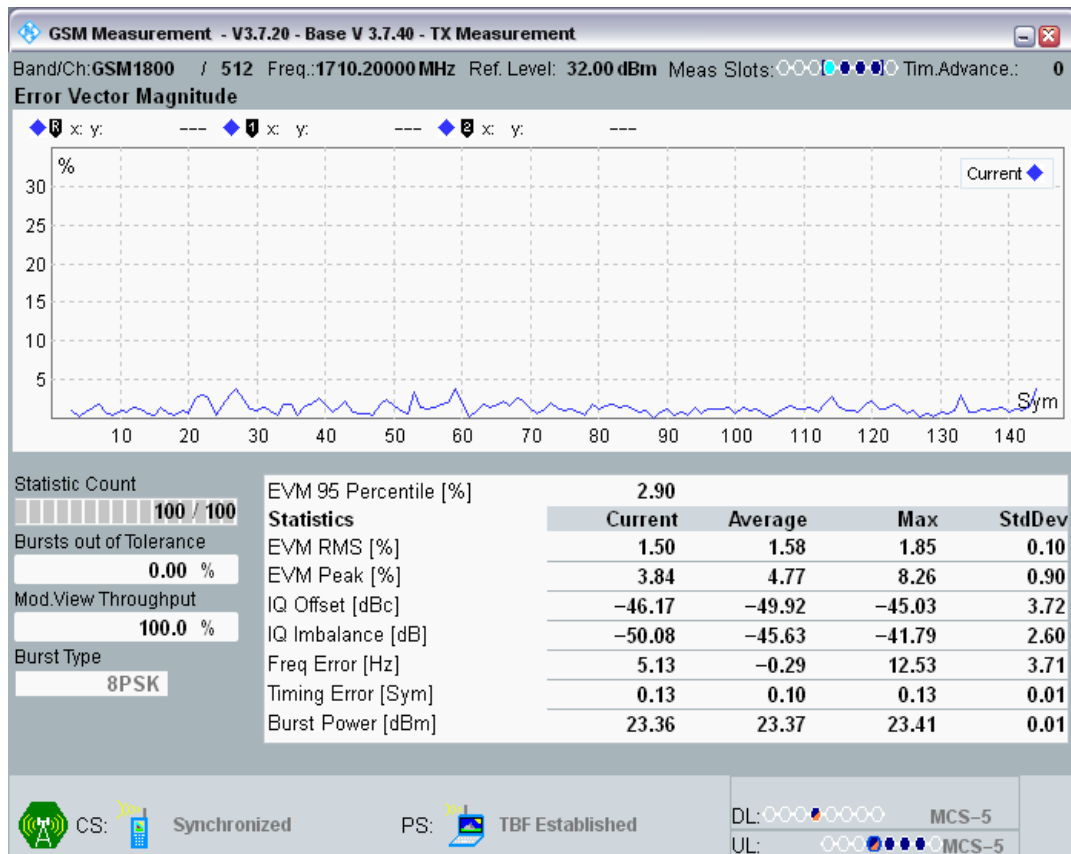 GSM Measurement - V3.7.20 - Base V 3.7.40 - TX Measurement
Band/Ch:GSM1800 / 512 Freq.:1710.20000 MHz Ref. Level: 32.00 dBm Meas Slots: Tim.Advance.: 0
Error Vector Magnitude
R x: y: --- 1 x: y: --- 2 x: y: ---
%
Current
30
25
20
15
10
5
Sym
10 20 30 40 50 60 70 80 90 100 110 120 130 140
Statistic Count
100 / 100
Bursts out of Tolerance
0.00 %
Mod.View Throughput
100.0 %
Burst Type
8PSK
EVM 95 Percentile [%] 2.90
Statistics Current Average Max StdDev
EVM RMS [%] 1.50 1.58 1.85 0.10
EVM Peak [%] 3.84 4.77 8.26 0.90
IQ Offset [dBc] −46.17 −49.92 −45.03 3.72
IQ Imbalance [dB] −50.08 −45.63 −41.79 2.60
Freq Error [Hz] 5.13 −0.29 12.53 3.71
Timing Error [Sym] 0.13 0.10 0.13 0.01
Burst Power [dBm] 23.36 23.37 23.41 0.01
CS: Synchronized PS: TBF Established
DL: MCS−5
UL: MCS−5